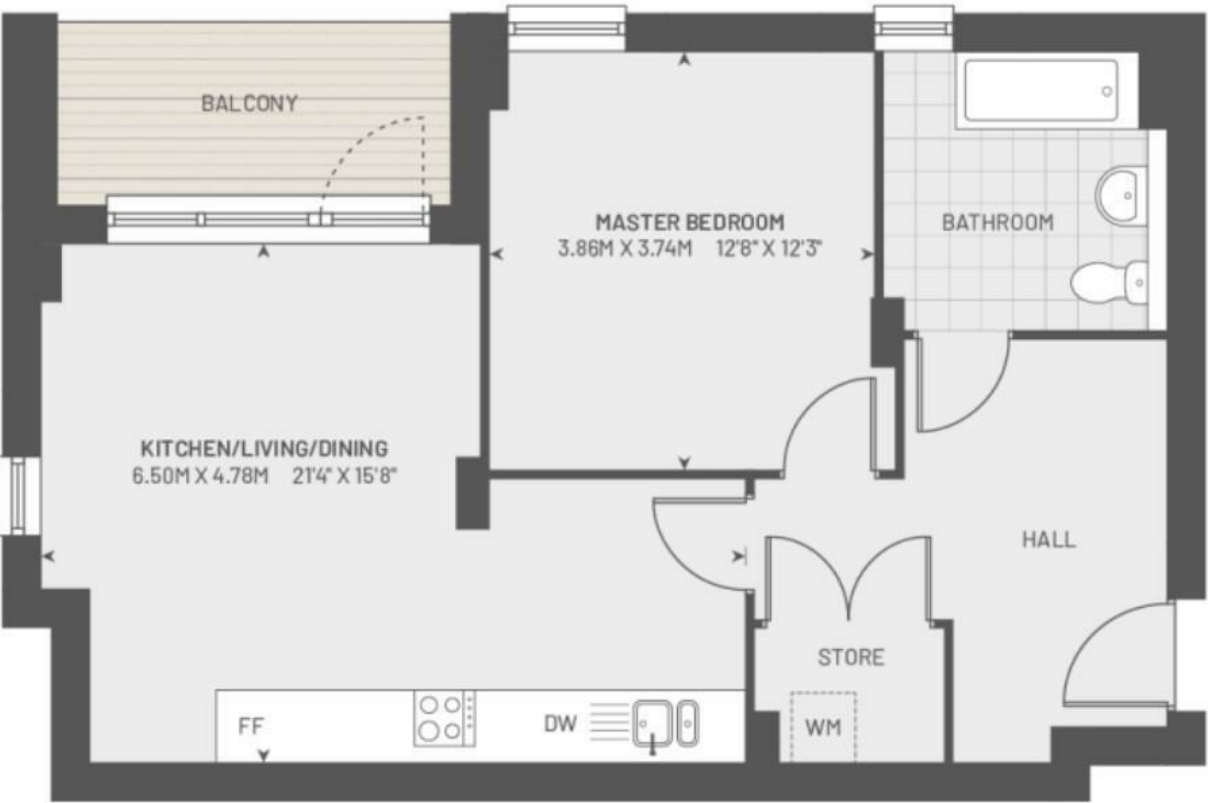 BALCONY
MASTER BEDROOM
3.86M X 3.74M 12'8" X 12'3"
BATHROOM
KITCHEN/LIVING/DINING
6.50M X 4.78M 21'4" X 15'8"
HALL
STORE
FF
DW
WM